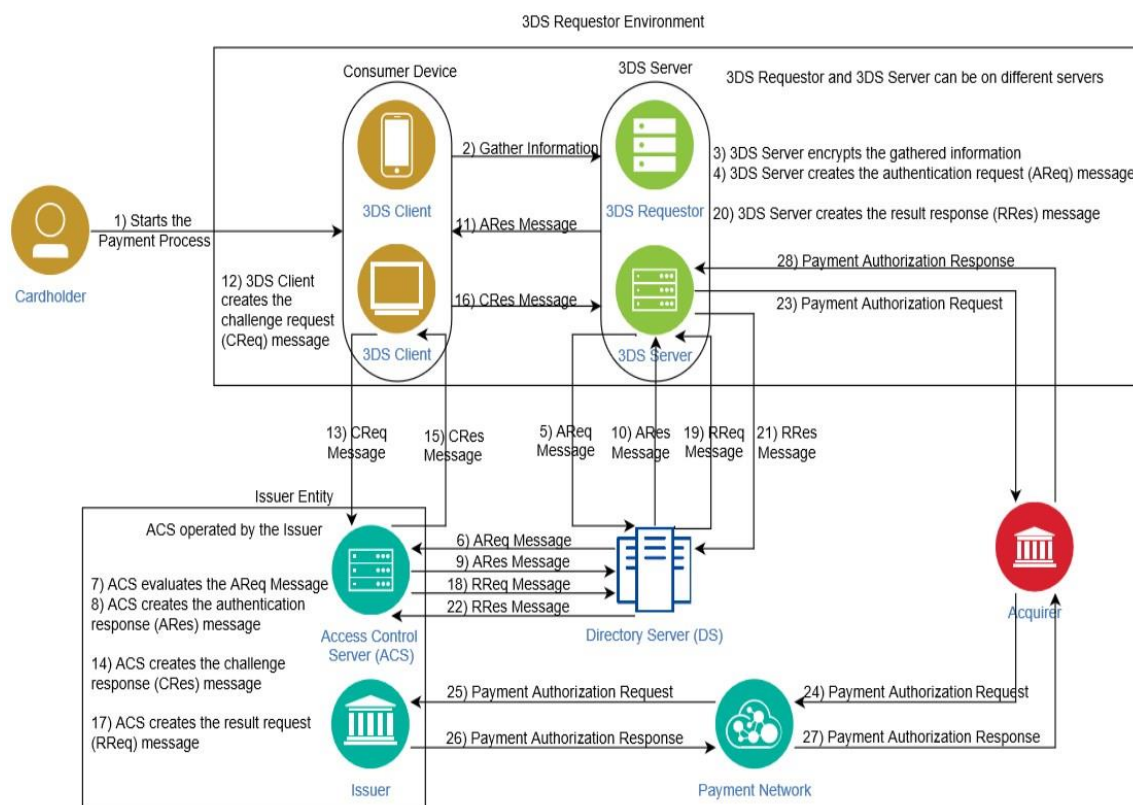 3DS Requestor Environment
Consumer Device
3DS Server
3DS Requestor and 3DS Server can be on different servers
2) Gather Information
3) 3DS Server encrypts the gathered information
4) 3DS Server creates the authentication request (AReq) message
3DS Client
3DS Requestor
20) 3DS Server creates the result response (RRes) message
1) Starts the
Payment Process
11) ARes Message
Cardholder
12) 3DS Client
creates the
challenge request
(CReq) message
16) CRes Message
28) Payment Authorization Response
23) Payment Authorization Request
3DS Client
3DS Server
13) CReq
Message
15) CRes
Message
5) AReq
Message
10) ARes
Message
19) RReq
Message
21) RRes
Message
Issuer Entity
ACS operated by the Issuer
6) AReq Message
9) ARes Message
18) RReq Message
22) RRes Message
7) ACS evaluates the AReq Message
8) ACS creates the authentication
response (ARes) message
Access Control
Server (ACS)
Directory Server (DS)
Acquirer
14) ACS creates the challenge
response (CRes) message
25) Payment Authorization Request
24) Payment Authorization Request
17) ACS creates the result request
(RReq) message
26) Payment Authorization Response
27) Payment Authorization Response
Issuer
Payment Network